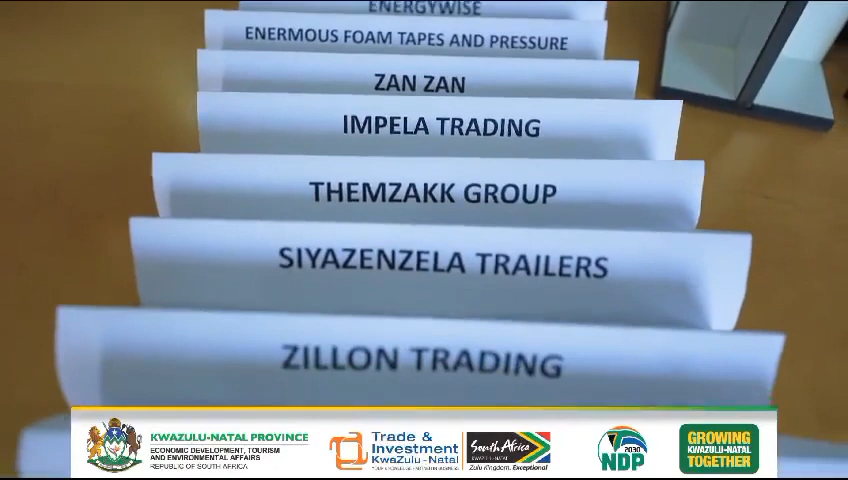 ENERGYWISE
ENERMOUS FOAM TAPES AND PRESSURE
ZAN ZAN
IMPELA TRADING
THEMZAKK GROUP
SIYAZENZELA TRAILERS
ZILLON TRADING
KWAZULU-NATAL PROVINCE
ECONOMIC DEVELOPMENT, TOURISM
AND ENVIRONMENTAL AFFAIRS
REPUBLIC OF SOUTH AFRICA
Trade &
Investment
KwaZulu-Natal
South Africa
KWAZULU-NATAL
Zulu Kingdom. Exceptional
2030
NDP
GROWING
KWAZULU-NATAL
TOGETHER